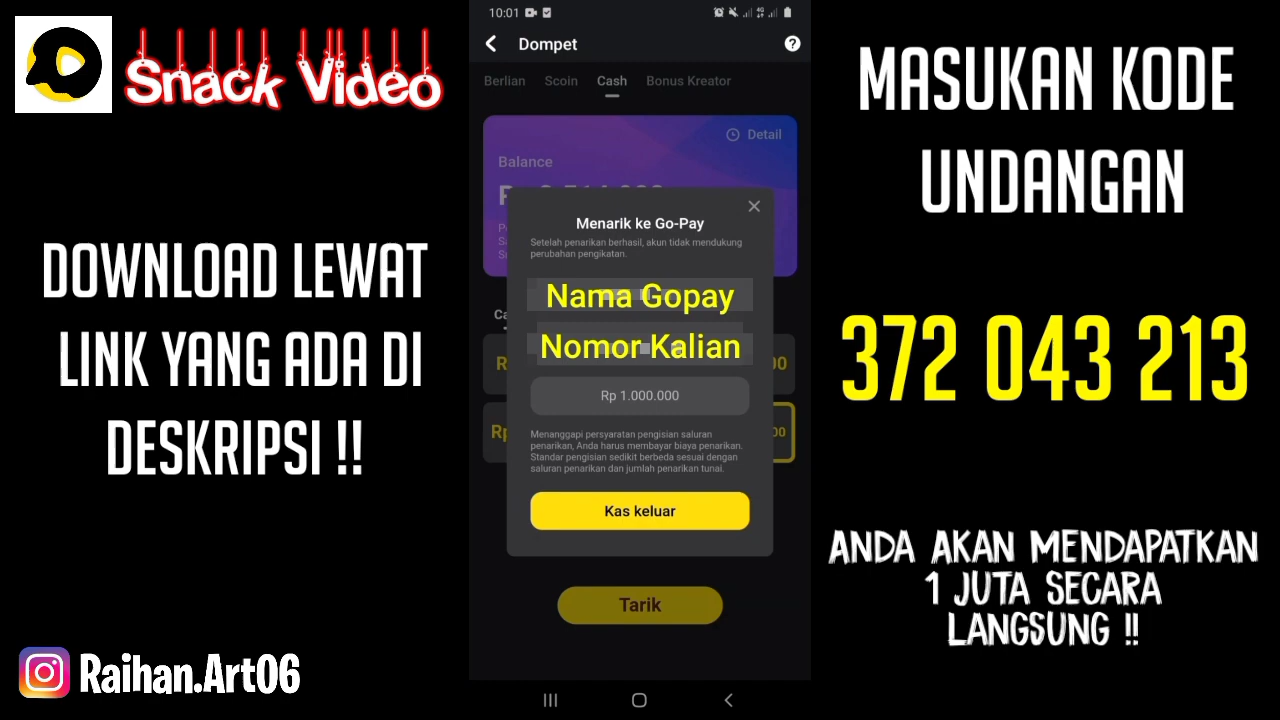 Snack Video
DOWNLOAD LEWAT
LINK YANG ADA DI
DESKRIPSI !!
Raihan.Art06
10:01
Dompet
Berlian Scoin Cash Bonus Kreator
Detail
Balance
Menarik ke Go-Pay
Setelah penarikan berhasil, akun tidak mendukung
perubahan pengikatan.
Nama Gopay
Nomor Kalian
Rp 1.000.000
Menanggapi persyaratan pengisian saluran
penarikan, Anda harus membayar biaya penarikan.
Standar pengisian sedikit berbeda sesuai dengan
saluran penarikan dan jumlah penarikan tunai.
Kas keluar
Tarik
MASUKAN KODE
UNDANGAN
372 043 213
ANDA AKAN MENDAPATKAN
1 JUTA SECARA
LANGSUNG !!